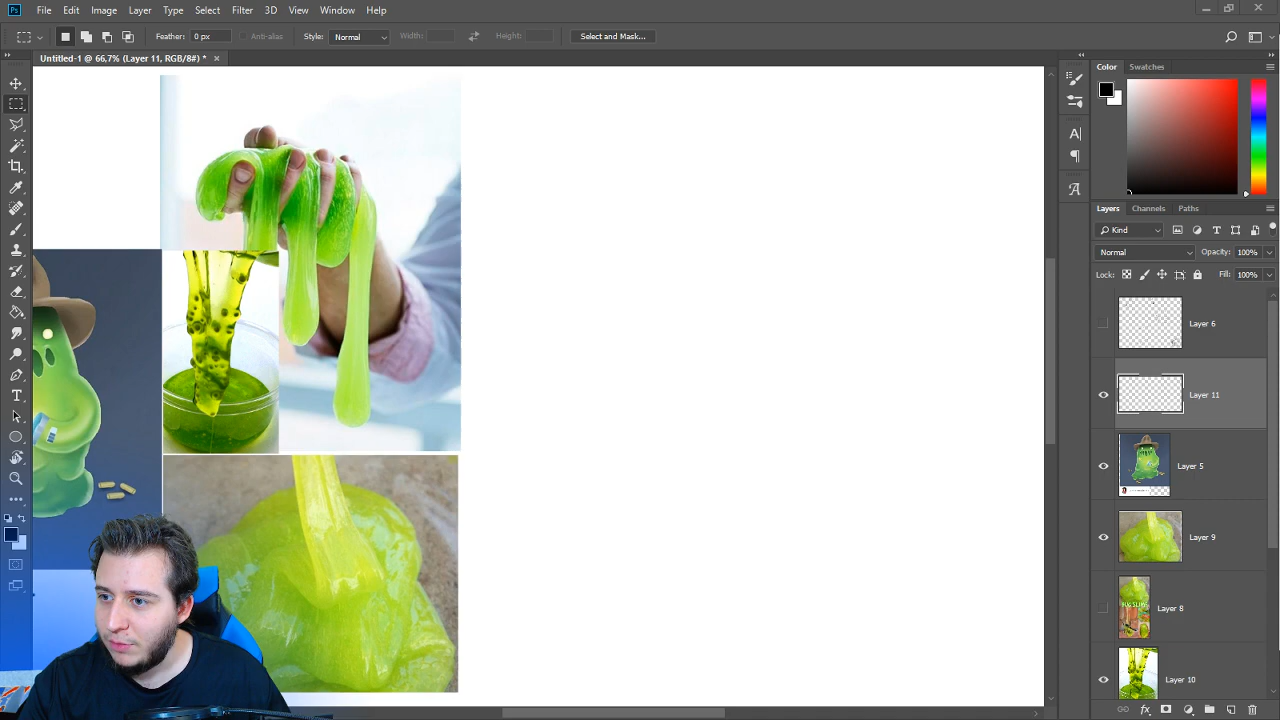 Ps File Edit Image Layer Type Select Filter 3D View Window Help
Feather: 0 px Anti-alias Style: Normal Width: Height: Select and Mask...
Untitled-1 @ 66,7% (Layer 11, RGB/8#) * ×
Color Swatches
Layers Channels Paths
Kind
Normal Opacity: 100%
Lock: Fill: 100%
Layer 6
Layer 11
Layer 5
Layer 9
Layer 8
Layer 10